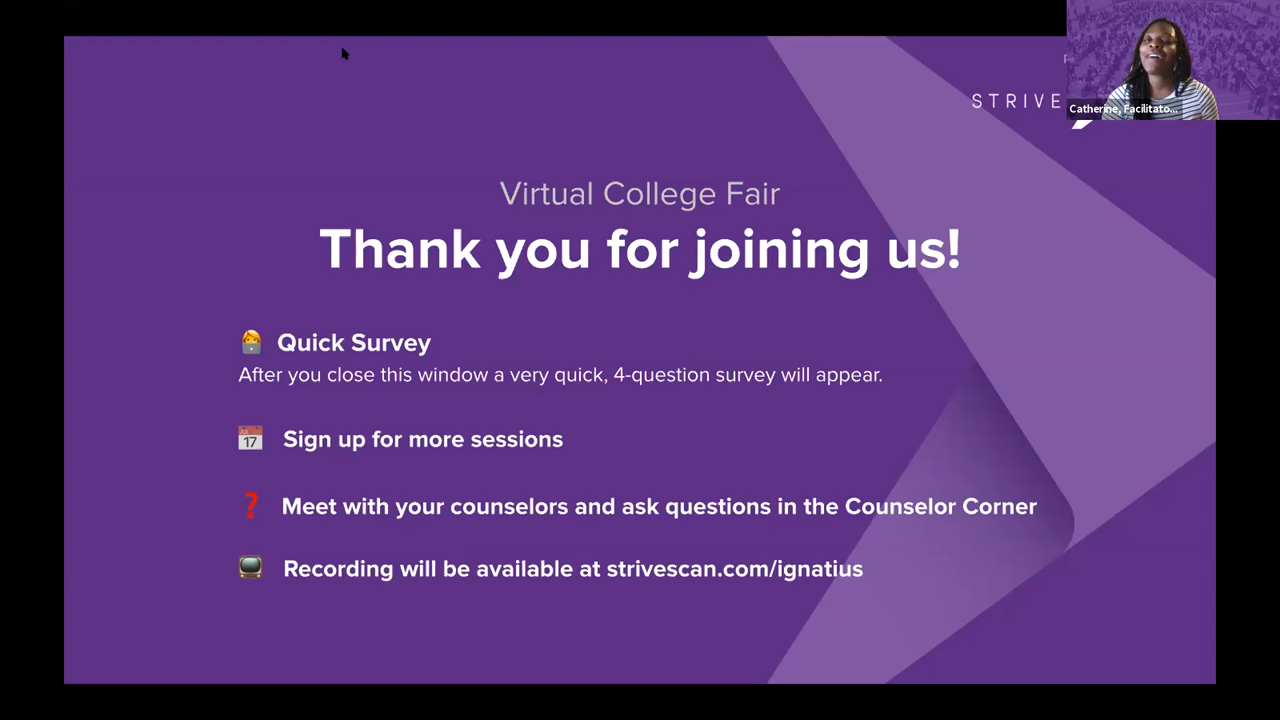 STRIVE
Catherine, Facilitato...
Virtual College Fair
Thank you for joining us!
Quick Survey
After you close this window a very quick, 4-question survey will appear.
17
Sign up for more sessions
Meet with your counselors and ask questions in the Counselor Corner
Recording will be available at strivescan.com/ignatius